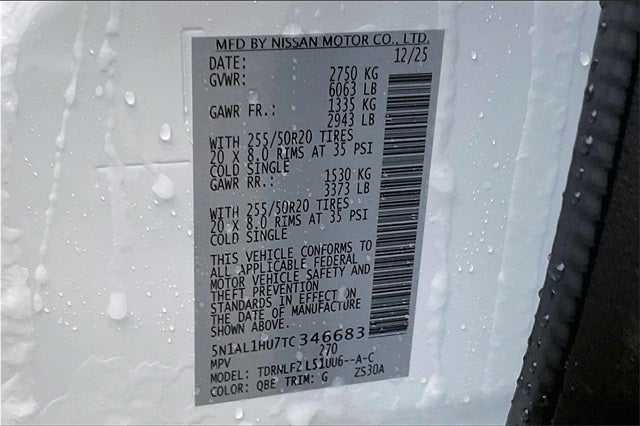 MFD BY NISSAN MOTOR CO., LTD.
DATE: 12/25
GVWR: 2750 KG
6063 LB
GAWR FR.: 1335 KG
2943 LB
WITH 255/50R20 TIRES
20 X 8.0 RIMS AT 35 PSI
COLD SINGLE
GAWR RR.: 1530 KG
3373 LB
WITH 255/50R20 TIRES
20 X 8.0 RIMS AT 35 PSI
COLD SINGLE
THIS VEHICLE CONFORMS TO
ALL APPLICABLE FEDERAL
MOTOR VEHICLE SAFETY AND
THEFT PREVENTION
STANDARDS IN EFFECT ON
THE DATE OF MANUFACTURE
SHOWN ABOVE.
5N1AL1HU7TC346683
MPV 270
MODEL: TDRNLF2 L51UU6--A-C
COLOR: QBE TRIM: G ZS30A